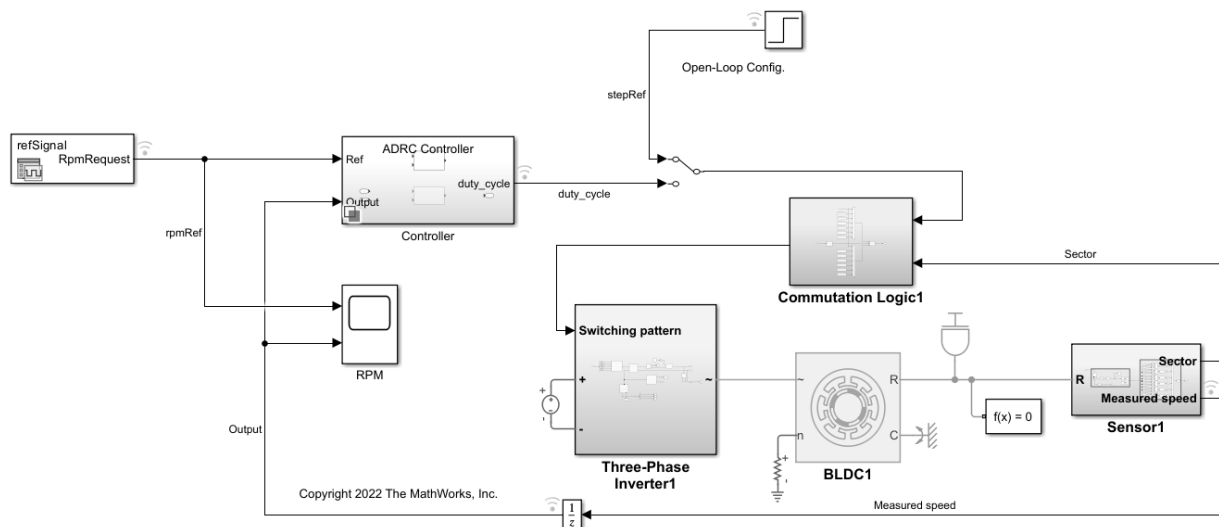 Open-Loop Config.
stepRef
refSignal
RpmRequest
ADRC Controller
Ref
duty_cycle
Output
duty_cycle
Controller
rpmRef
Sector
Commutation Logic1
Switching pattern
RPM
+
-
~
+
-
Three-Phase
Inverter1
~
R
n
C
+
-
BLDC1
f(x) = 0
Sector
R
Measured speed
Sensor1
Output
Copyright 2022 The MathWorks, Inc.
1
z
Measured speed